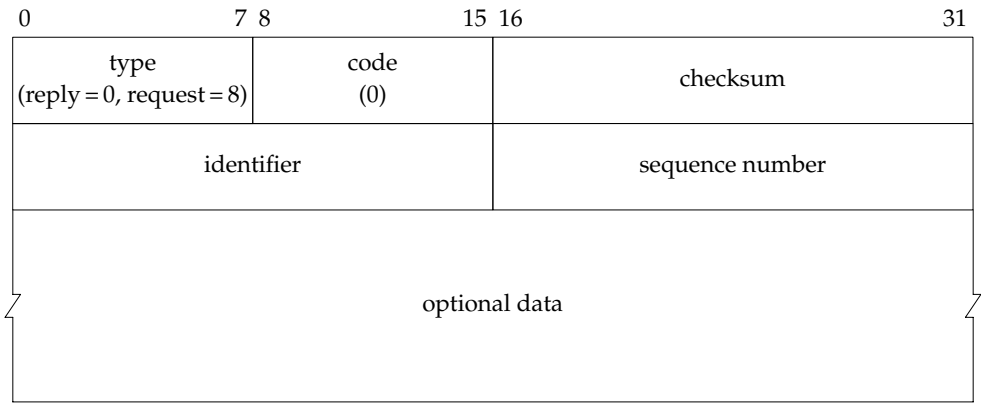 0 7 8 15 16 31
type code checksum
(reply = 0, request = 8) (0)
identifier sequence number
optional data